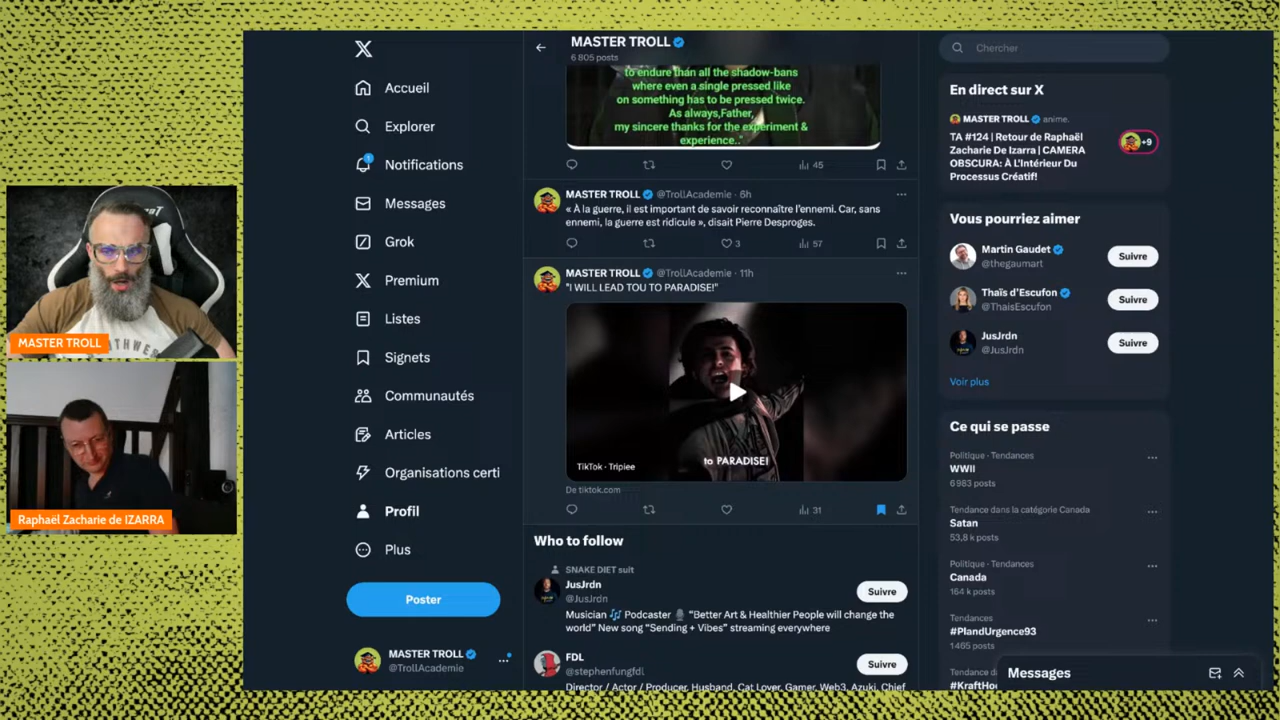 MASTER TROLL
Raphaël Zacharie de IZARRA
Accueil
Explorer
1
Notifications
Messages
Grok
Premium
Listes
Signets
Communautés
Articles
Organisations certi
Profil
Plus
Poster
MASTER TROLL
@TrollAcademie
MASTER TROLL
6 805 posts
to endure than all the shadow-bans
where even a single pressed like
on something has to be pressed twice.
As always,Father,
my sincere thanks for the experiment &
experience.."
45
MASTER TROLL @TrollAcademie · 6h
« À la guerre, il est important de savoir reconnaître l'ennemi. Car, sans
ennemi, la guerre est ridicule », disait Pierre Desproges.
3
57
MASTER TROLL @TrollAcademie · 11h
"I WILL LEAD TOU TO PARADISE!"
to PARADISE!
TikTok · Tripiee
De tiktok.com
31
Who to follow
SNAKE DIET suit
JusJrdn
@JusJrdn
Suivre
Musician 🎶 Podcaster 🎙 "Better Art & Healthier People will change the
world" New song "Sending + Vibes" streaming everywhere
FDL
@stephenfungfdl
Suivre
Director / Actor / Producer, Husband, Cat Lover, Gamer, Web3, Azuki, Chief
Chercher
En direct sur X
MASTER TROLL anime.
TA #124 | Retour de Raphaël
Zacharie De Izarra | CAMERA
OBSCURA: À L'Intérieur Du
Processus Créatif!
+9
Vous pourriez aimer
Martin Gaudet
@thegaumart
Suivre
Thaïs d'Escufon
@ThaisEscufon
Suivre
JusJrdn
@JusJrdn
Suivre
Voir plus
Ce qui se passe
Politique · Tendances
WWII
6 983 posts
Tendance dans la catégorie Canada
Satan
53,8 k posts
Politique · Tendances
Canada
164 k posts
Tendances
#PlandUrgence93
1 465 posts
Tendance
#KraftHo
Messages